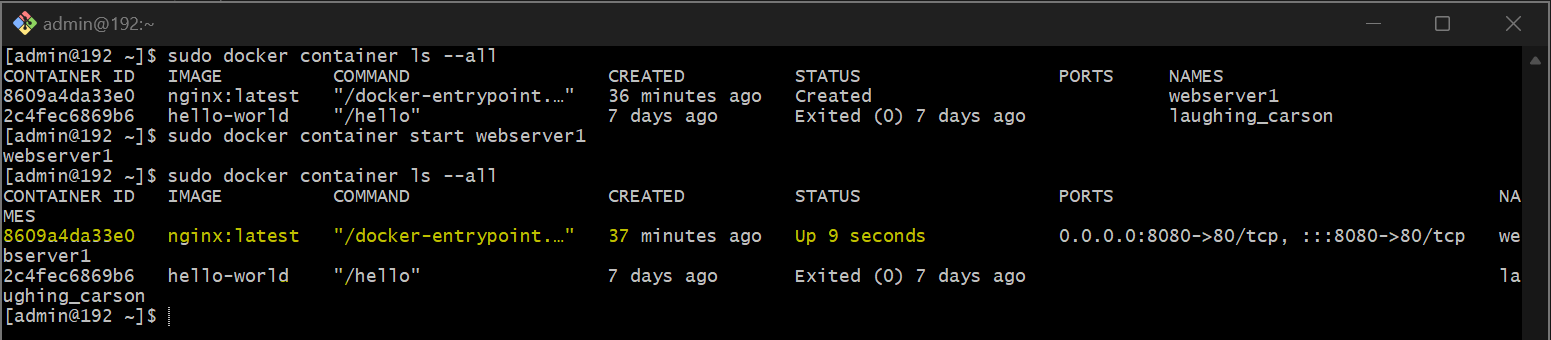 admin@192:~
[admin@192 ~]$ sudo docker container ls --all
CONTAINER ID   IMAGE          COMMAND                  CREATED          STATUS                  PORTS     NAMES
8609a4da33e0   nginx:latest   "/docker-entrypoint.…"   36 minutes ago   Created                           webserver1
2c4fec6869b6   hello-world    "/hello"                 7 days ago       Exited (0) 7 days ago             laughing_carson
[admin@192 ~]$ sudo docker container start webserver1
webserver1
[admin@192 ~]$ sudo docker container ls --all
CONTAINER ID   IMAGE          COMMAND                  CREATED          STATUS                  PORTS                                   NA
MES
8609a4da33e0   nginx:latest   "/docker-entrypoint.…"   37 minutes ago   Up 9 seconds            0.0.0.0:8080->80/tcp, :::8080->80/tcp   we
bserver1
2c4fec6869b6   hello-world    "/hello"                 7 days ago       Exited (0) 7 days ago                                           la
ughing_carson
[admin@192 ~]$